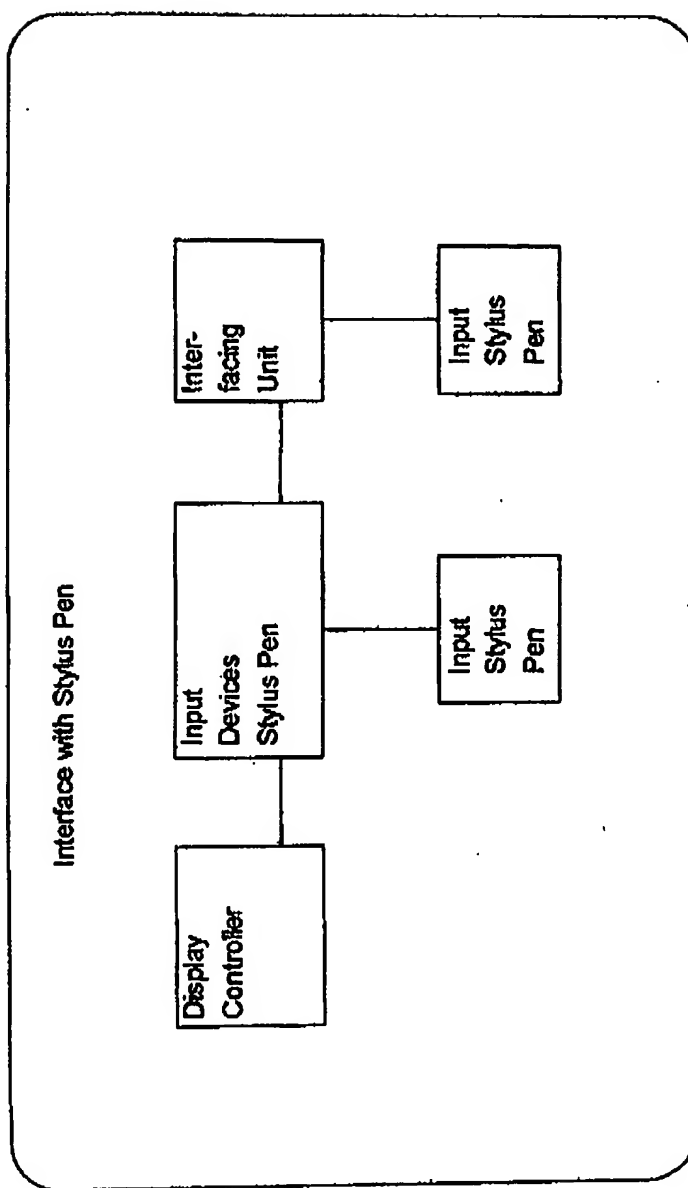 Interface with Stylus Pen
Display
Controller
Input
Devices
Stylus Pen
Inter-
facing
Unit
Input
Stylus
Pen
Input
Stylus
Pen